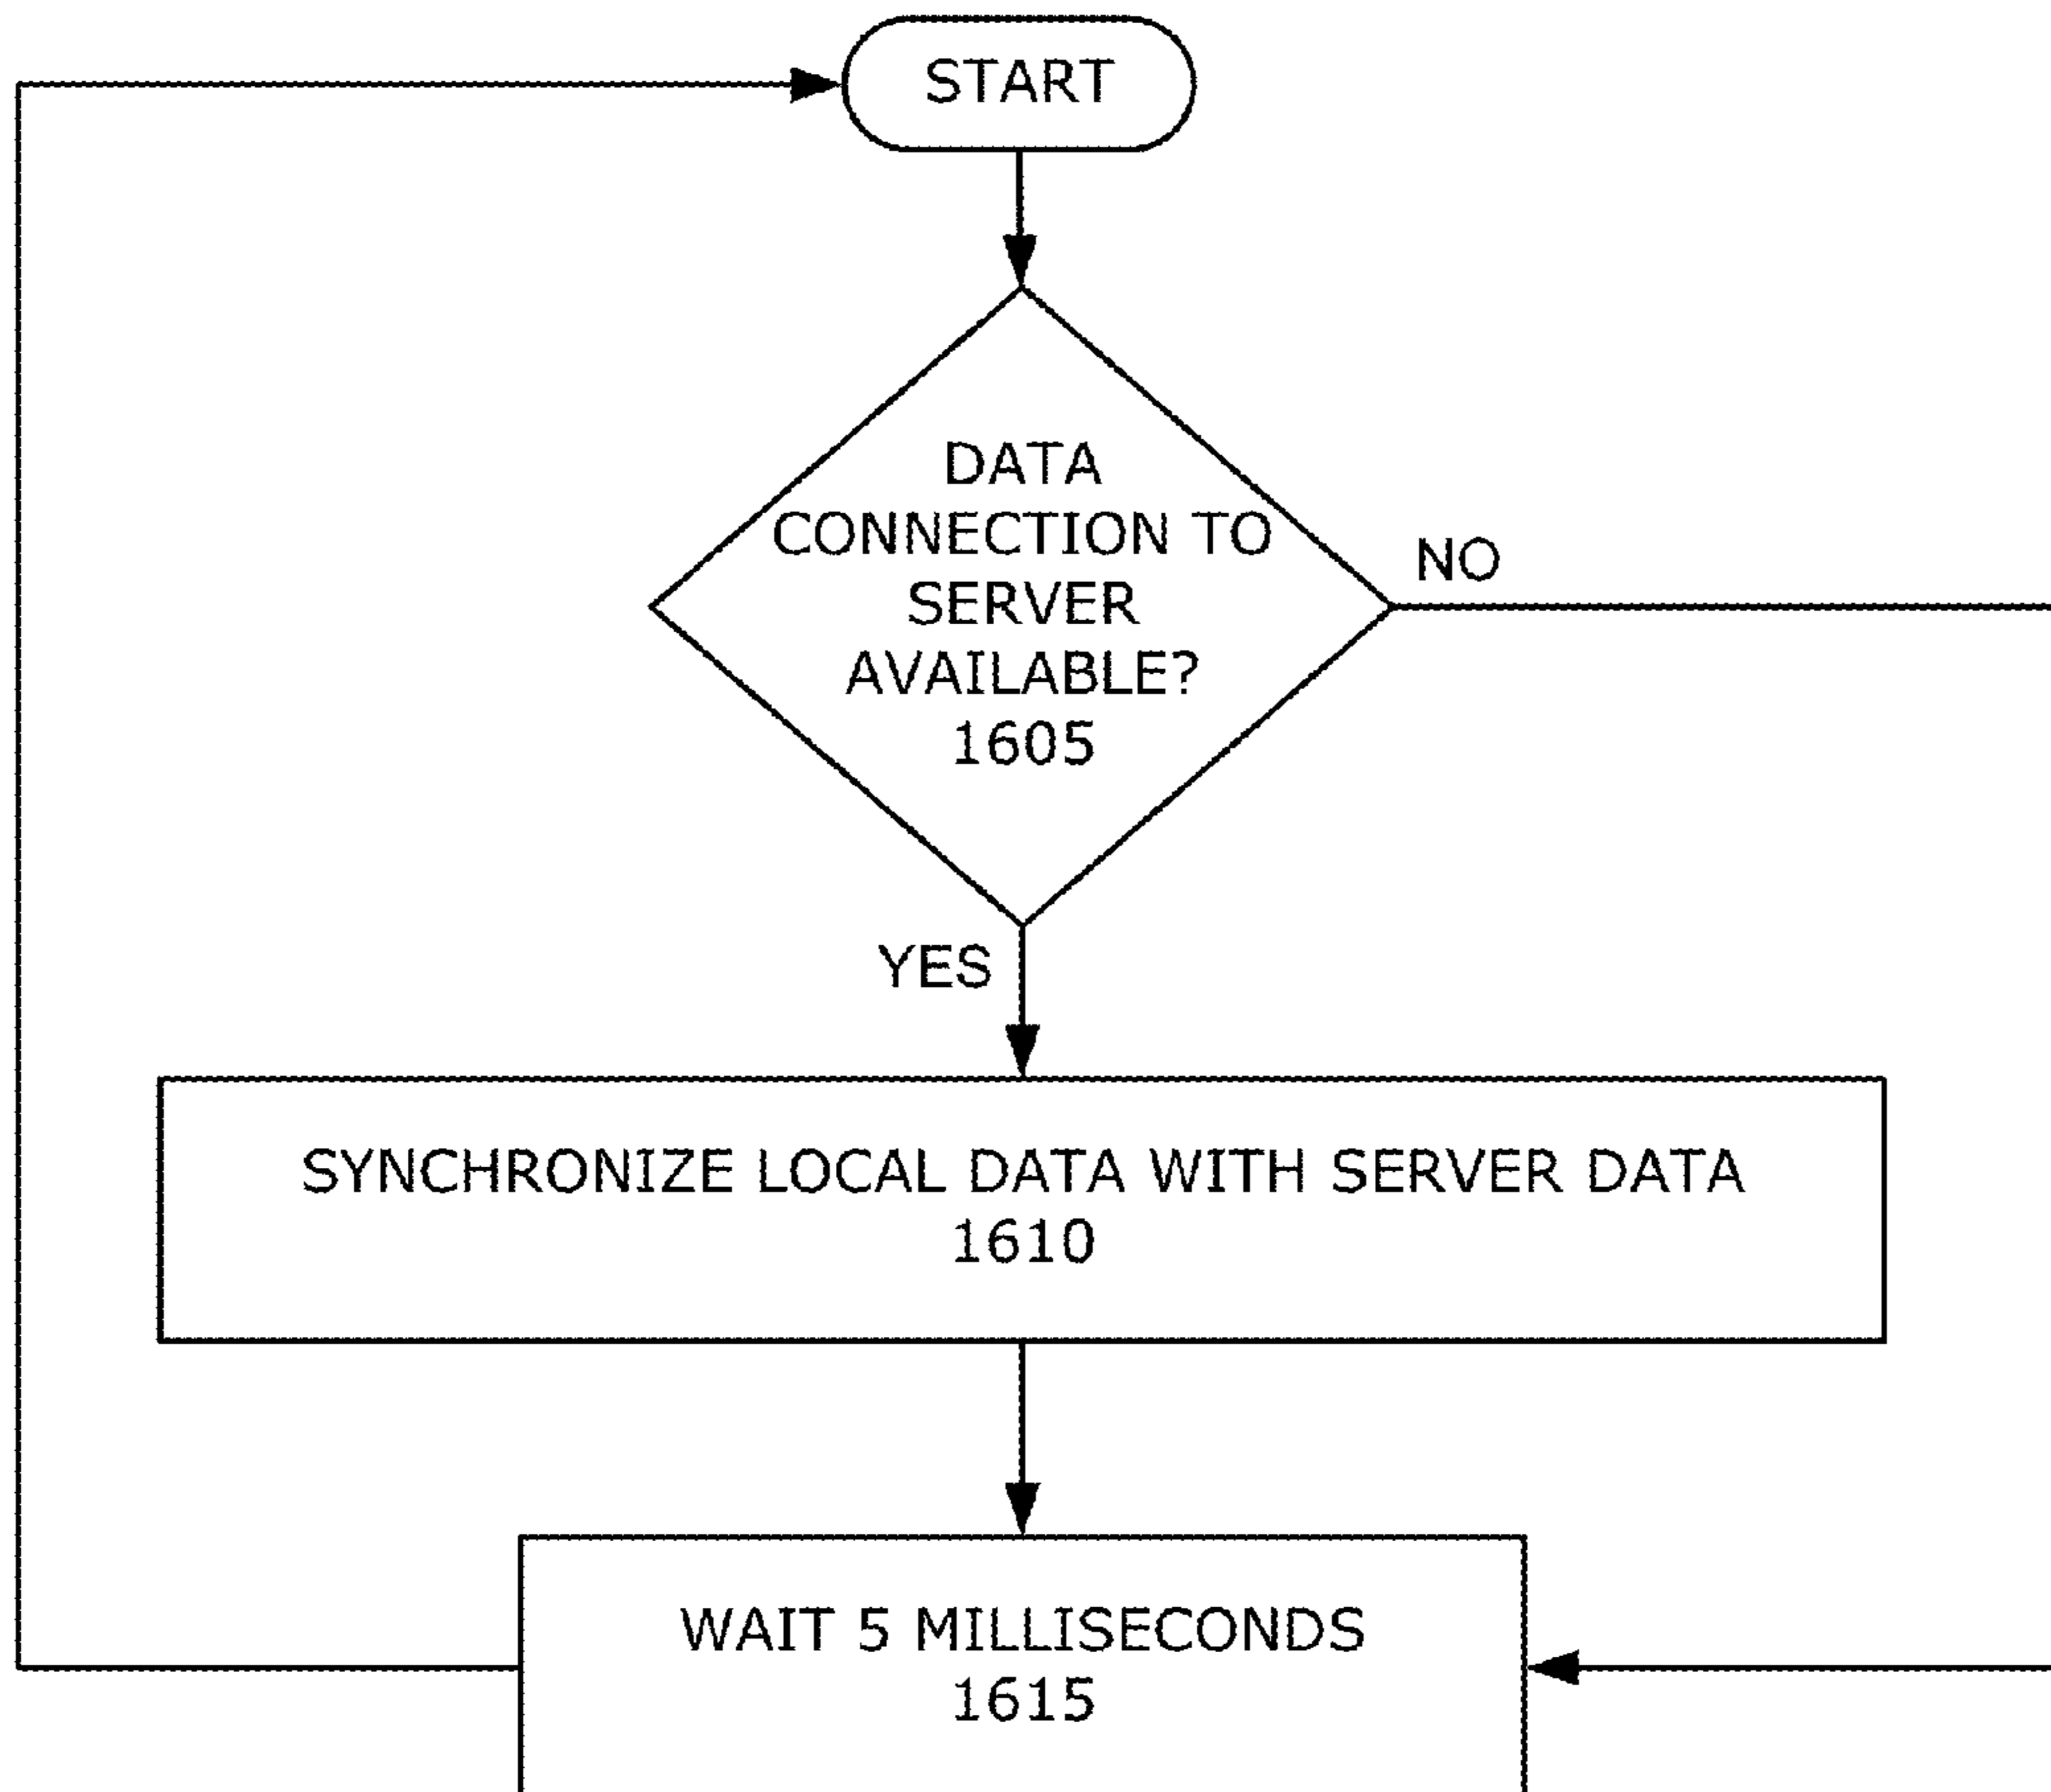 START
DATA
CONNECTION TO
SERVER
AVAILABLE?
1605
NO
YES
SYNCHRONIZE LOCAL DATA WITH SERVER DATA
1610
WAIT 5 MILLISECONDS
1615